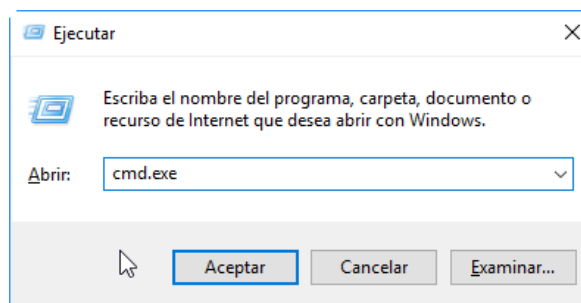 Ejecutar
Escriba el nombre del programa, carpeta, documento o
recurso de Internet que desea abrir con Windows.
Abrir: cmd.exe
Aceptar Cancelar Examinar...